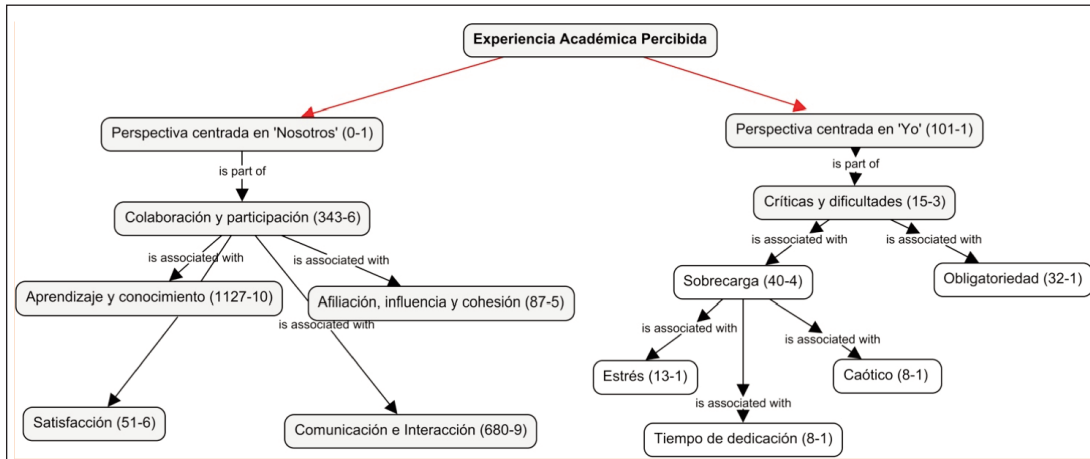 Experiencia Académica Percibida
Perspectiva centrada en 'Nosotros' (0-1)
Perspectiva centrada en 'Yo' (101-1)
is part of
is part of
Colaboración y participación (343-6)
Críticas y dificultades (15-3)
is associated with
is associated with
is associated with
is associated with
Aprendizaje y conocimiento (1127-10)
Afiliación, influencia y cohesión (87-5)
Sobrecarga (40-4)
Obligatoriedad (32-1)
is associated with
is associated with
is associated with
Estrés (13-1)
Caótico (8-1)
is associated with
Satisfacción (51-6)
Comunicación e Interacción (680-9)
Tiempo de dedicación (8-1)